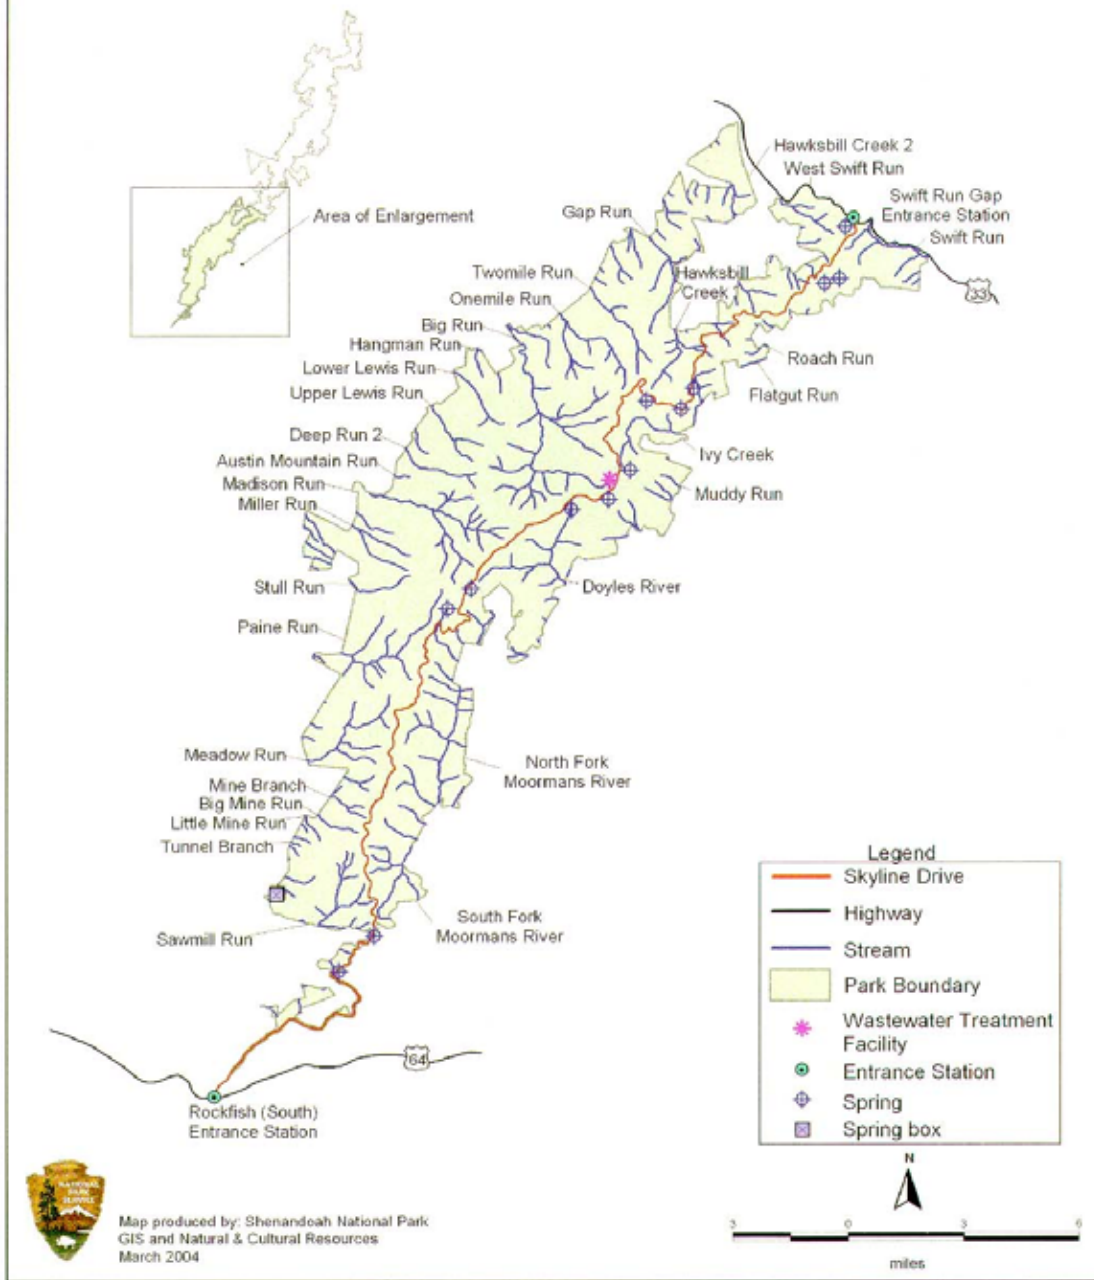 Hawksbill Creek 2
West Swift Run
Swift Run Gap
Entrance Station
Swift Run
Area of Enlargement
Gap Run
33
Twomile Run
Hawksbill
Creek
Onemile Run
Big Run
Hangman Run
Lower Lewis Run
Upper Lewis Run
Roach Run
Flatgut Run
Deep Run 2
Ivy Creek
Austin Mountain Run
Madison Run
Miller Run
Muddy Run
Stull Run
Doyles River
Paine Run
Meadow Run
North Fork
Moormans River
Mine Branch
Big Mine Run
Little Mine Run
Tunnel Branch
South Fork
Moormans River
Sawmill Run
64
Rockfish (South)
Entrance Station
Legend
Skyline Drive
Highway
Stream
Park Boundary
Wastewater Treatment
Facility
Entrance Station
Spring
Spring box
N
3 0 3 6
miles
NATIONAL
PARK
SERVICE
Map produced by: Shenandoah National Park
GIS and Natural & Cultural Resources
March 2004